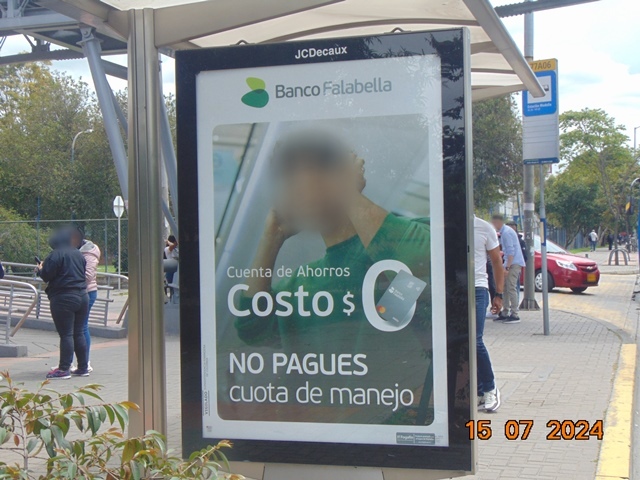 JCDecaux
Banco Falabella
Cuenta de Ahorros
Costo $ 0
NO PAGUES
cuota de manejo
15 07 2024